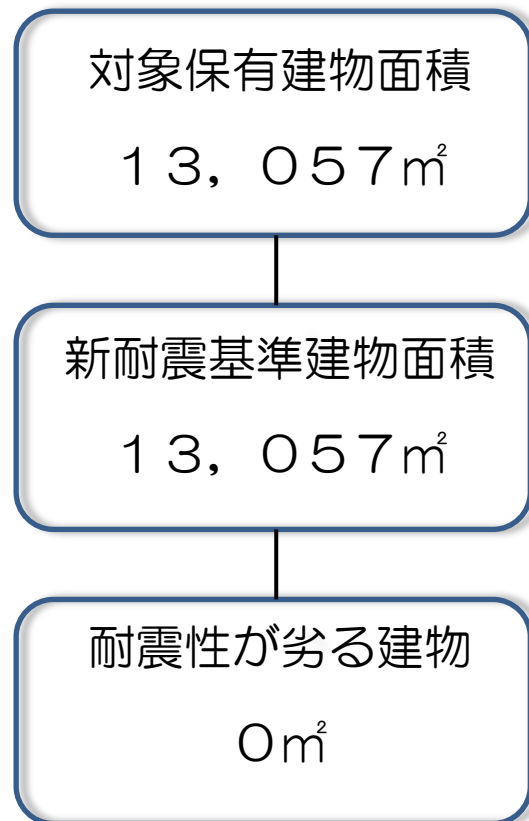 対象保有建物面積
１３，０５７㎡
新耐震基準建物面積
１３，０５７㎡
耐震性が劣る建物
０㎡